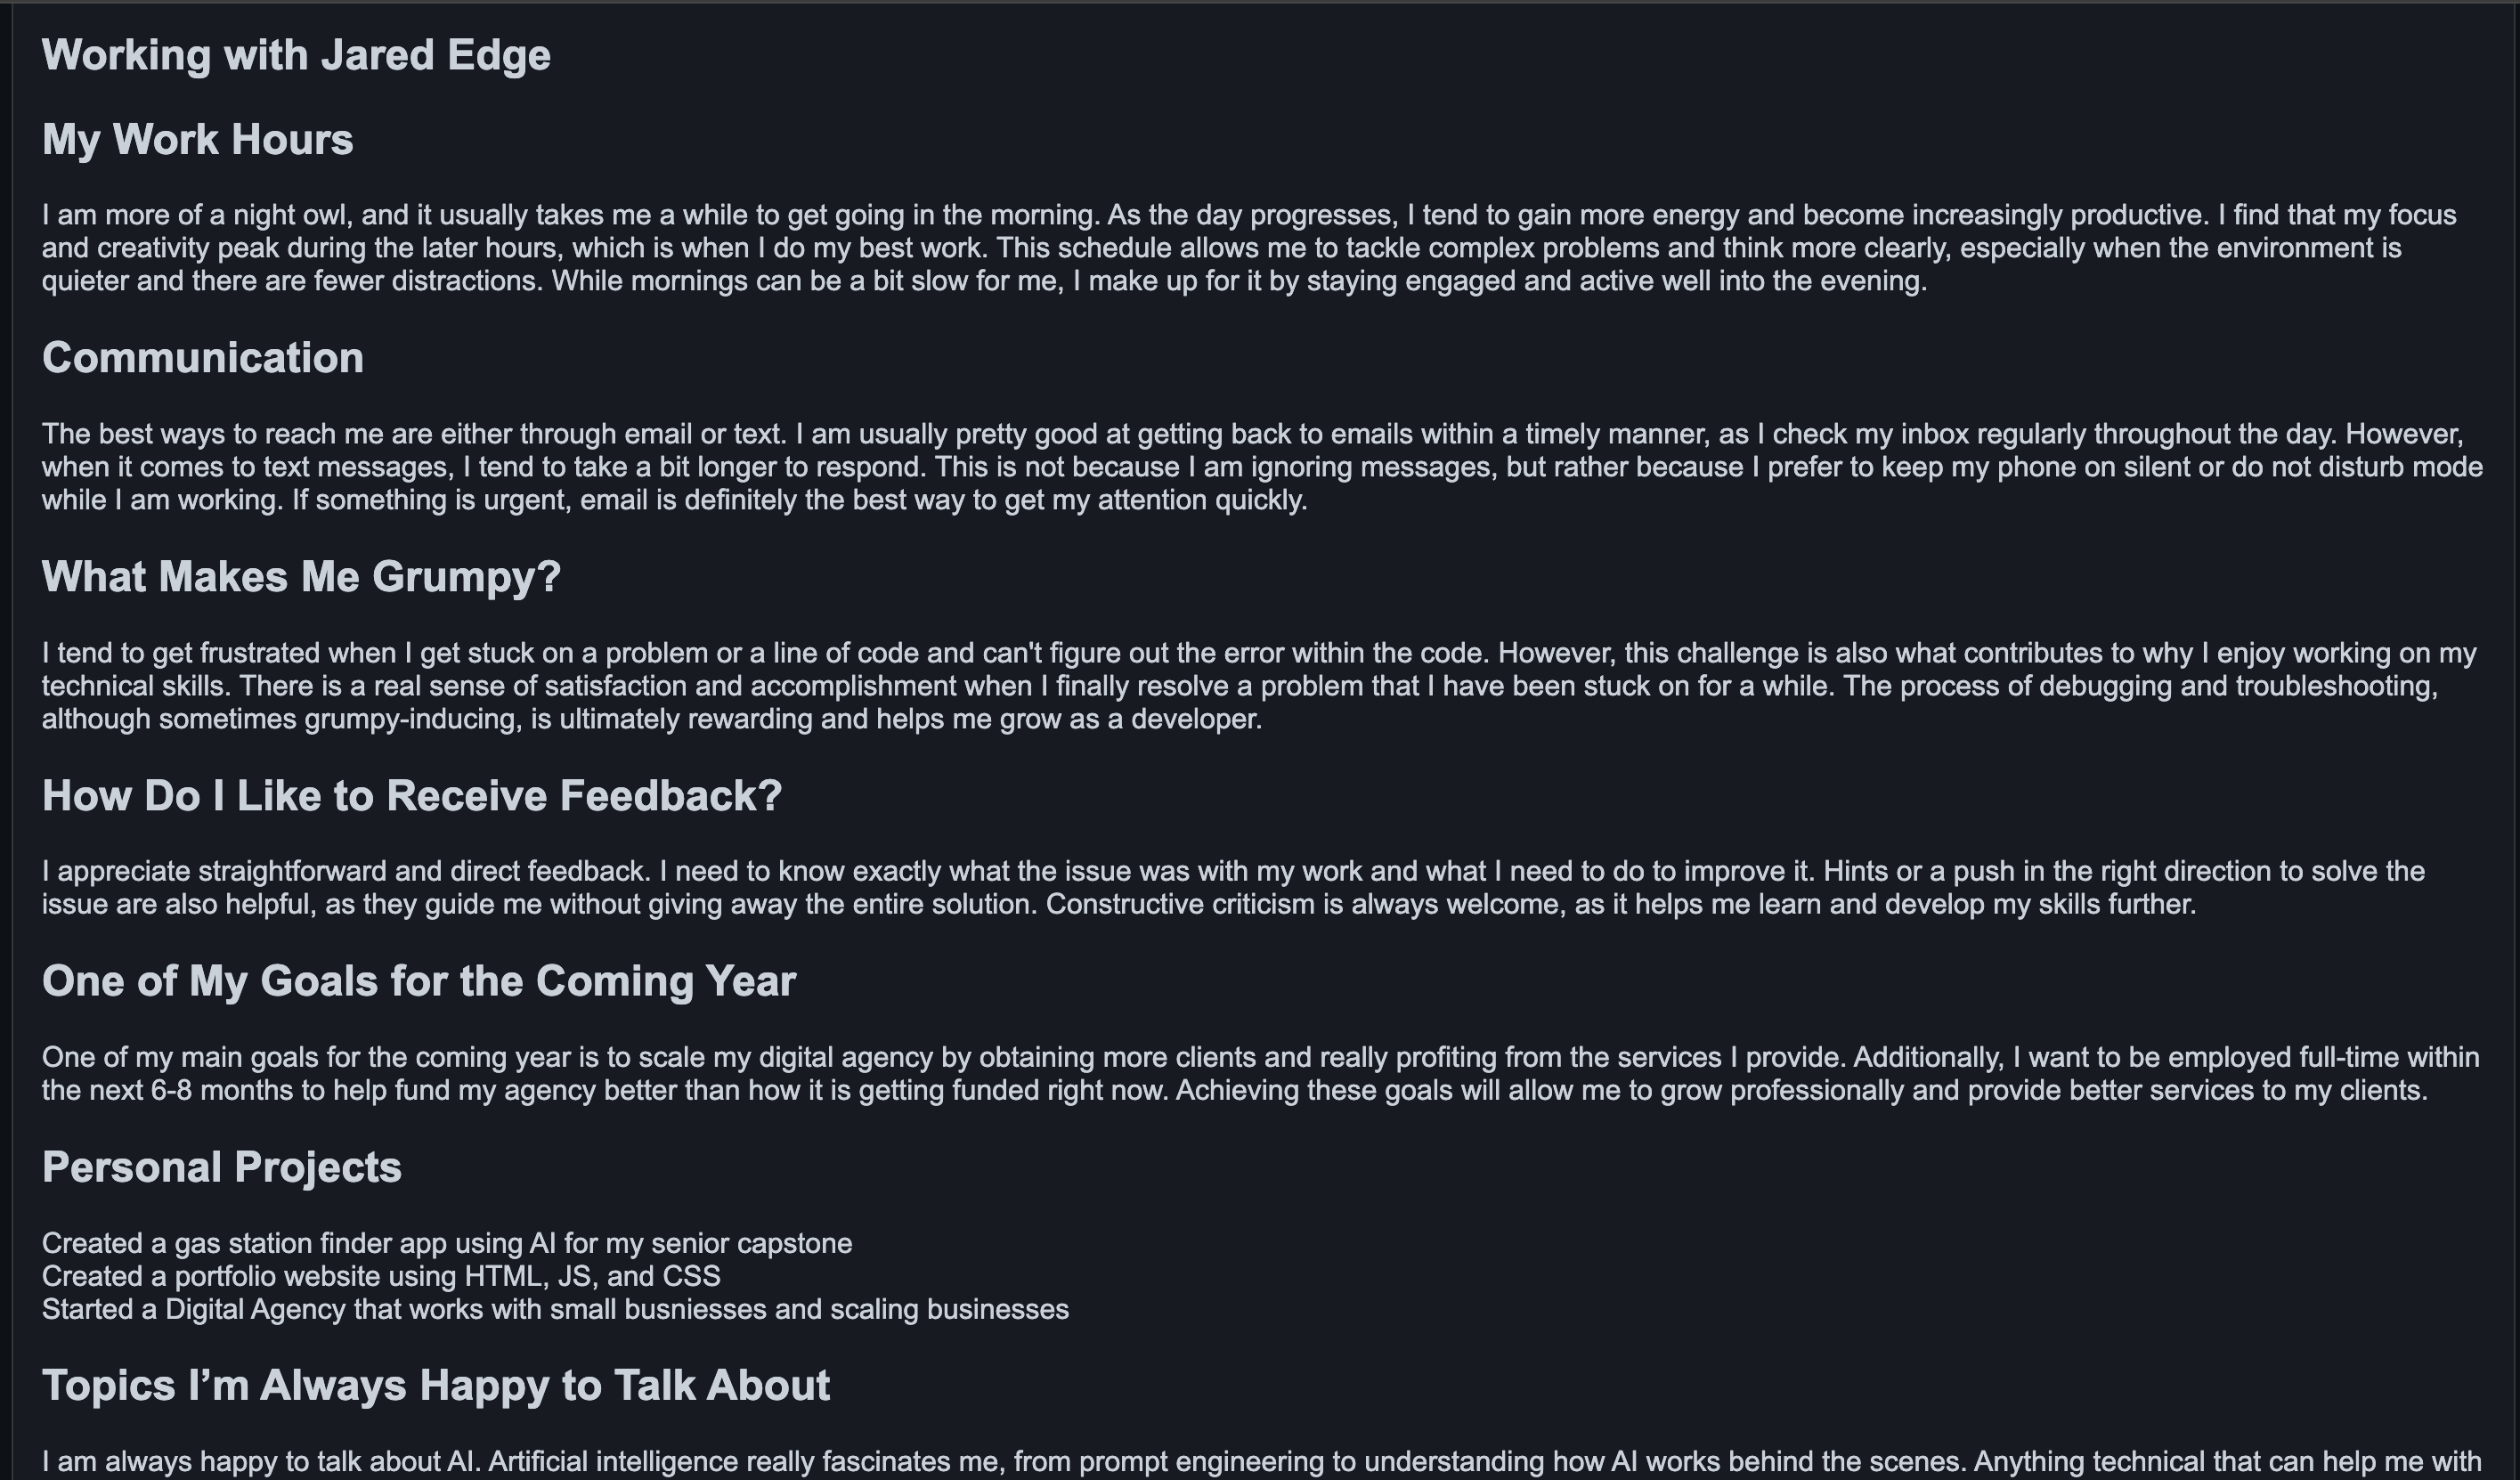 Working with Jared Edge
My Work Hours
I am more of a night owl, and it usually takes me a while to get going in the morning. As the day progresses, I tend to gain more energy and become increasingly productive. I find that my focus
and creativity peak during the later hours, which is when I do my best work. This schedule allows me to tackle complex problems and think more clearly, especially when the environment is
quieter and there are fewer distractions. While mornings can be a bit slow for me, I make up for it by staying engaged and active well into the evening.
Communication
The best ways to reach me are either through email or text. I am usually pretty good at getting back to emails within a timely manner, as I check my inbox regularly throughout the day. However,
when it comes to text messages, I tend to take a bit longer to respond. This is not because I am ignoring messages, but rather because I prefer to keep my phone on silent or do not disturb mode
while I am working. If something is urgent, email is definitely the best way to get my attention quickly.
What Makes Me Grumpy?
I tend to get frustrated when I get stuck on a problem or a line of code and can't figure out the error within the code. However, this challenge is also what contributes to why I enjoy working on my
technical skills. There is a real sense of satisfaction and accomplishment when I finally resolve a problem that I have been stuck on for a while. The process of debugging and troubleshooting,
although sometimes grumpy-inducing, is ultimately rewarding and helps me grow as a developer.
How Do I Like to Receive Feedback?
I appreciate straightforward and direct feedback. I need to know exactly what the issue was with my work and what I need to do to improve it. Hints or a push in the right direction to solve the
issue are also helpful, as they guide me without giving away the entire solution. Constructive criticism is always welcome, as it helps me learn and develop my skills further.
One of My Goals for the Coming Year
One of my main goals for the coming year is to scale my digital agency by obtaining more clients and really profiting from the services I provide. Additionally, I want to be employed full-time within
the next 6-8 months to help fund my agency better than how it is getting funded right now. Achieving these goals will allow me to grow professionally and provide better services to my clients.
Personal Projects
Created a gas station finder app using AI for my senior capstone
Created a portfolio website using HTML, JS, and CSS
Started a Digital Agency that works with small busniesses and scaling businesses
Topics I’m Always Happy to Talk About
I am always happy to talk about AI. Artificial intelligence really fascinates me, from prompt engineering to understanding how AI works behind the scenes. Anything technical that can help me with